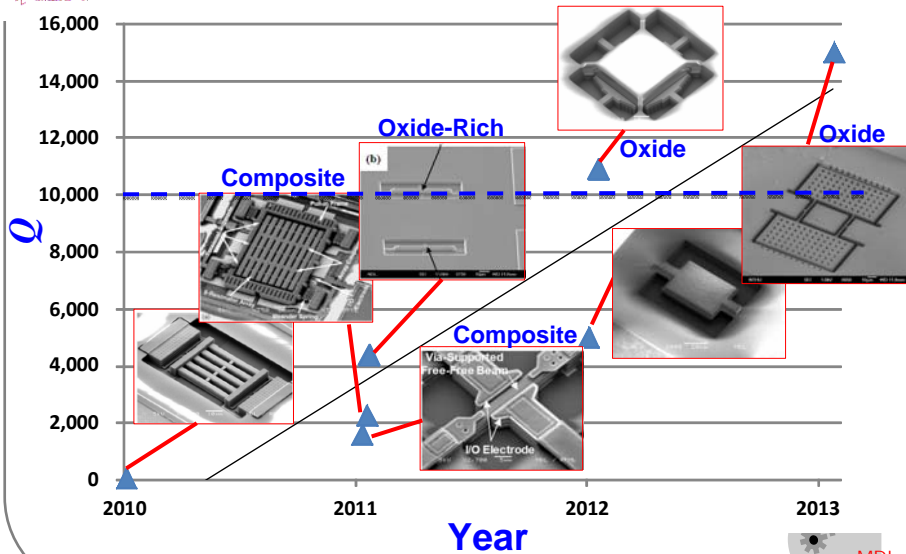 16,000
14,000
12,000
10,000
8,000
6,000
4,000
2,000
0
Q
Composite
Oxide-Rich
(b)
Oxide
Oxide
Composite
Via-Supported
Free-Free Beam
I/O Electrode
2010
2011
2012
2013
Year